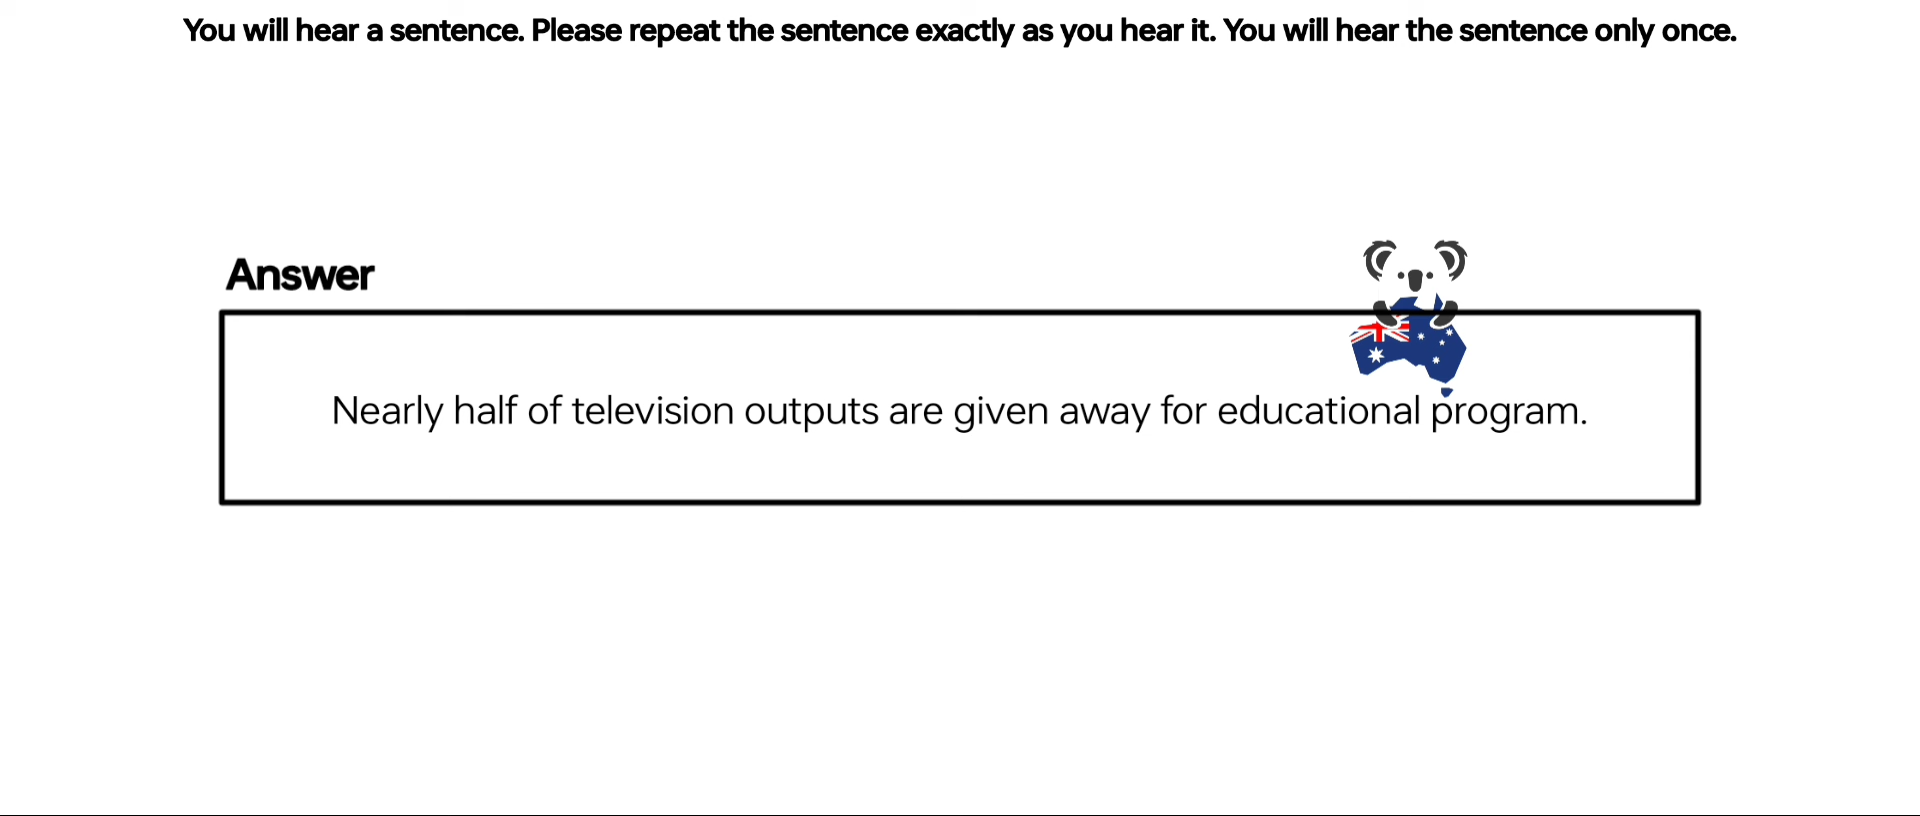 You will hear a sentence. Please repeat the sentence exactly as you hear it. You will hear the sentence only once.
Answer
Nearly half of television outputs are given away for educational program.